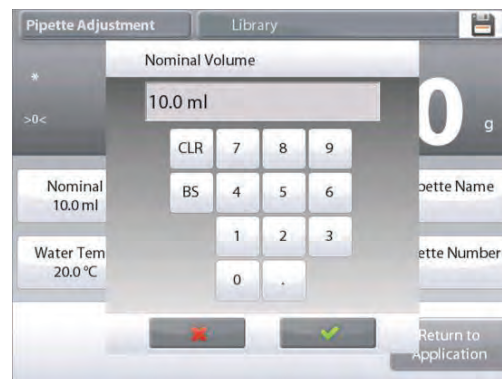 Pipette Adjustment
Library
Nominal Volume
10.0 ml
*
>0<
0
g
CLR 7 8 9
BS 4 5 6
1 2 3
0 .
Nominal
10.0 ml
pette Name
Water Tem
20.0 °C
ette Number
Return to
Application